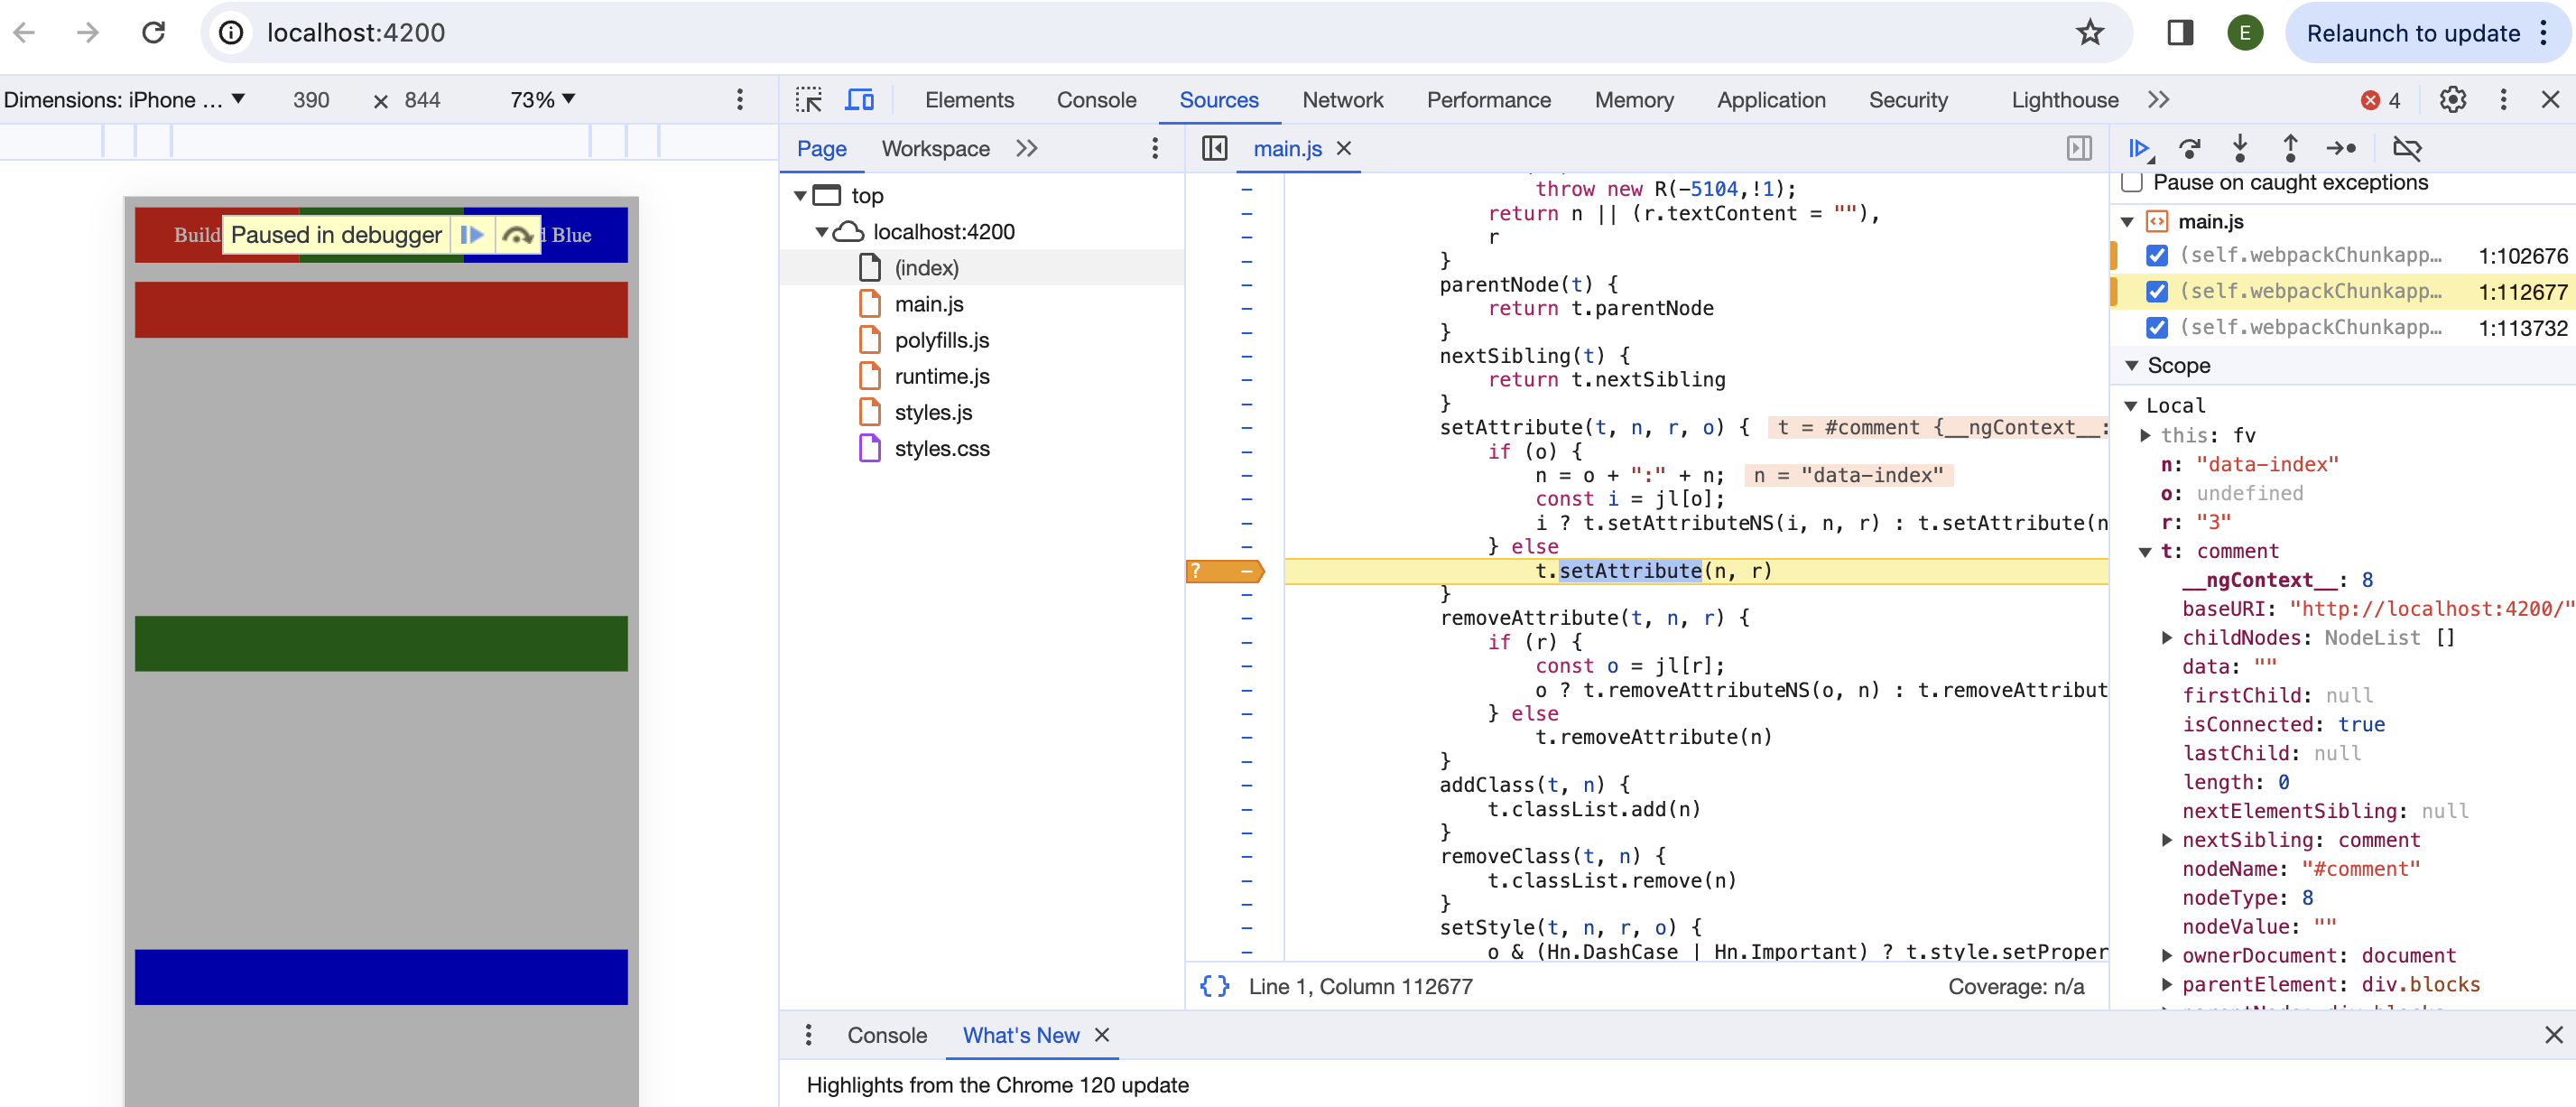 localhost:4200
E
Relaunch to update
Dimensions: iPhone ...
390
×
844
73%
Elements
Console
Sources
Network
Performance
Memory
Application
Security
Lighthouse
4
Page
Workspace
main.js
Pause on caught exceptions
top
localhost:4200
(index)
main.js
polyfills.js
runtime.js
styles.js
styles.css
Build
Paused in debugger
d Blue
throw new R(-5104,!1);
return n || (r.textContent = ""),
r
}
parentNode(t) {
return t.parentNode
}
nextSibling(t) {
return t.nextSibling
}
setAttribute(t, n, r, o) { t = #comment {__ngContext__:
if (o) {
n = o + ":" + n; n = "data-index"
const i = jl[o];
i ? t.setAttributeNS(i, n, r) : t.setAttribute(n
} else
? t.setAttribute(n, r)
}
removeAttribute(t, n, r) {
if (r) {
const o = jl[r];
o ? t.removeAttributeNS(o, n) : t.removeAttribut
} else
t.removeAttribute(n)
}
addClass(t, n) {
t.classList.add(n)
}
removeClass(t, n) {
t.classList.remove(n)
}
setStyle(t, n, r, o) {
o & (Hn.DashCase | Hn.Important) ? t.style.setProper
{} Line 1, Column 112677
Coverage: n/a
main.js
(self.webpackChunkapp… 1:102676
(self.webpackChunkapp… 1:112677
(self.webpackChunkapp… 1:113732
Scope
Local
this: fv
n: "data-index"
o: undefined
r: "3"
t: comment
__ngContext__: 8
baseURI: "http://localhost:4200/"
childNodes: NodeList []
data: ""
firstChild: null
isConnected: true
lastChild: null
length: 0
nextElementSibling: null
nextSibling: comment
nodeName: "#comment"
nodeType: 8
nodeValue: ""
ownerDocument: document
parentElement: div.blocks
Console
What's New
Highlights from the Chrome 120 update